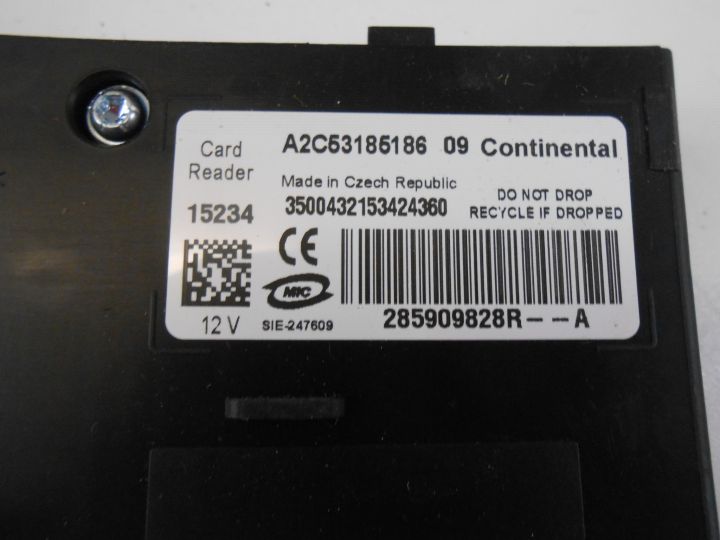 Card Reader
A2C53185186 09 Continental
Made in Czech Republic
15234
3500432153424360
DO NOT DROP
RECYCLE IF DROPPED
CE
MIC
12 V
SIE-247609
285909828R--A